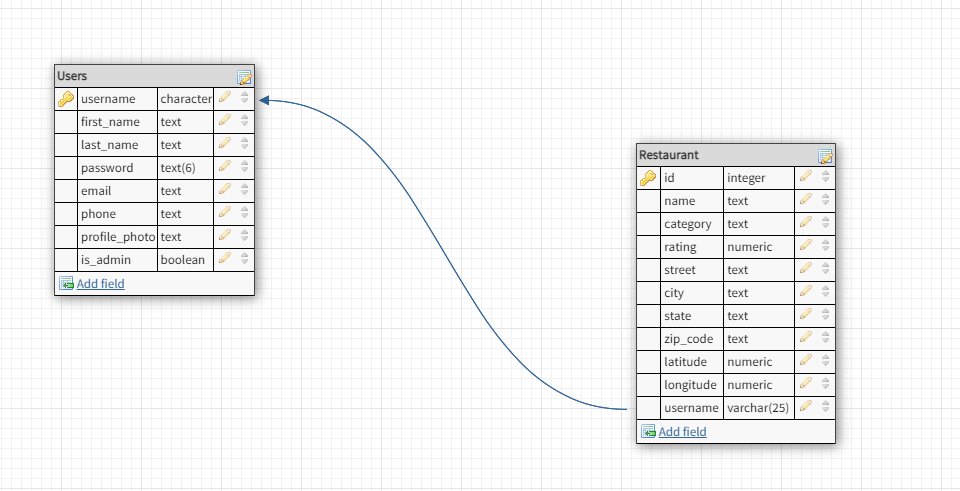 Users
username character
first_name text
last_name text
password text(6)
email text
phone text
profile_photo text
is_admin boolean
Add field
Restaurant
id integer
name text
category text
rating numeric
street text
city text
state text
zip_code text
latitude numeric
longitude numeric
username varchar(25)
Add field